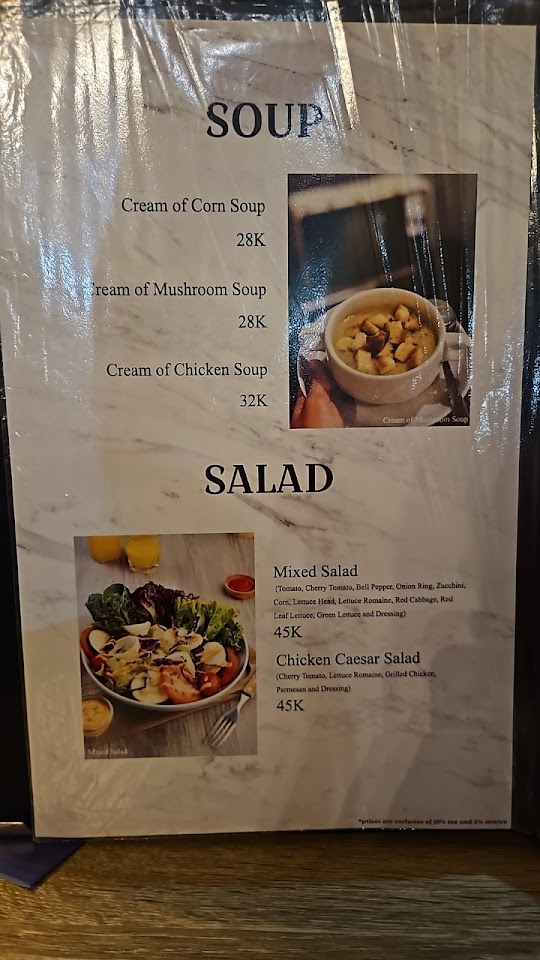 SOUP
Cream of Corn Soup
28K
Cream of Mushroom Soup
28K
Cream of Chicken Soup
32K
Cream of Mushroom Soup
SALAD
Mixed Salad
(Tomato, Cherry Tomato, Bell Pepper, Onion Ring, Zucchini,
Corn, Lettuce Head, Lettuce Romaine, Red Cabbage, Red
Leaf Lettuce, Green Lettuce and Dressing)
45K
Chicken Caesar Salad
(Cherry Tomato, Lettuce Romaine, Grilled Chicken,
Parmesan and Dressing)
45K
Mixed Salad
*prices are exclusive of 10% tax and 5% service